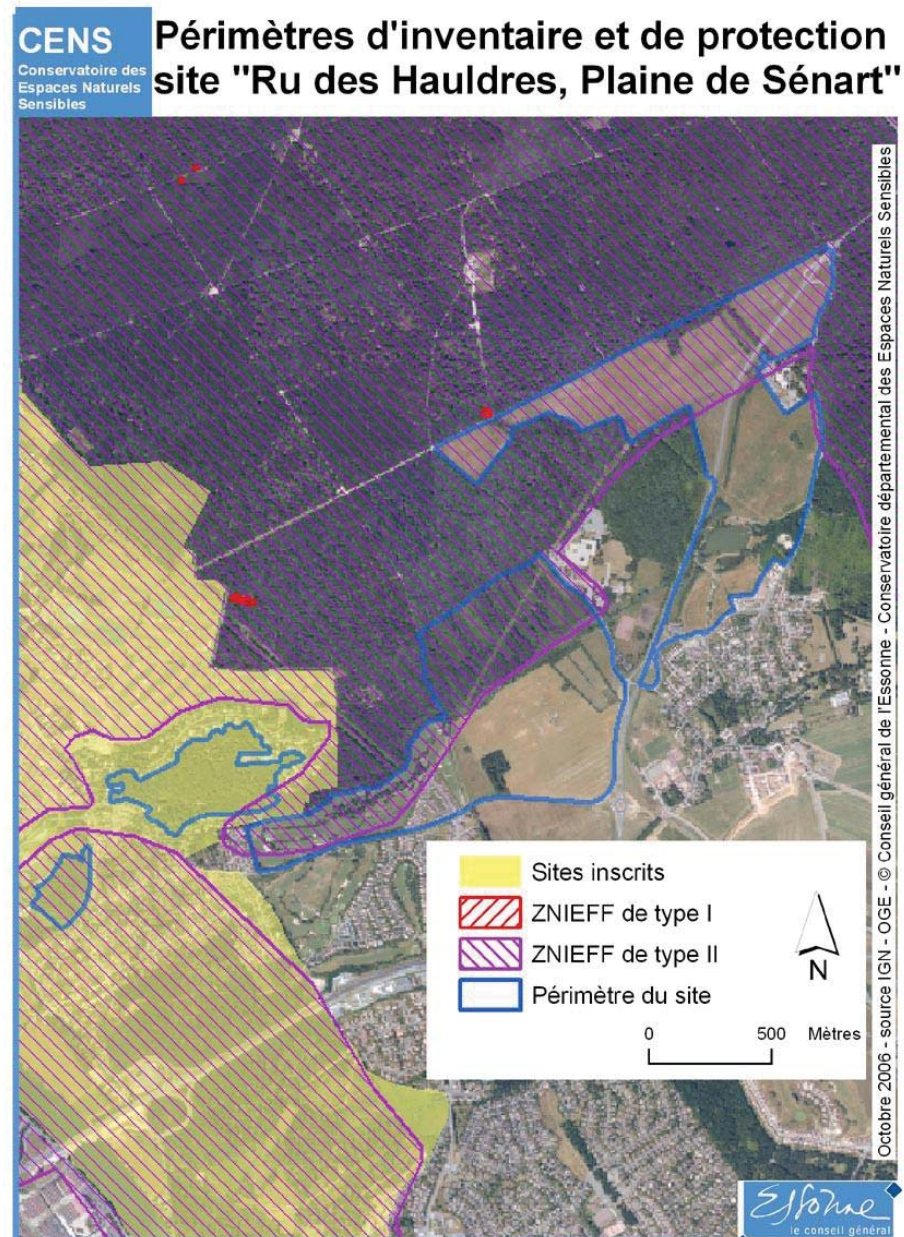 CENS
Conservatoire des
Espaces Naturels
Sensibles
Périmètres d'inventaire et de protection
site "Ru des Hauldres, Plaine de Sénart"
Octobre 2006 - source IGN - OGE - © Conseil général de l'Essonne - Conservatoire départemental des Espaces Naturels Sensibles
Sites inscrits
ZNIEFF de type I
ZNIEFF de type II
Périmètre du site
N
0 500 Mètres
Essonne
le conseil général